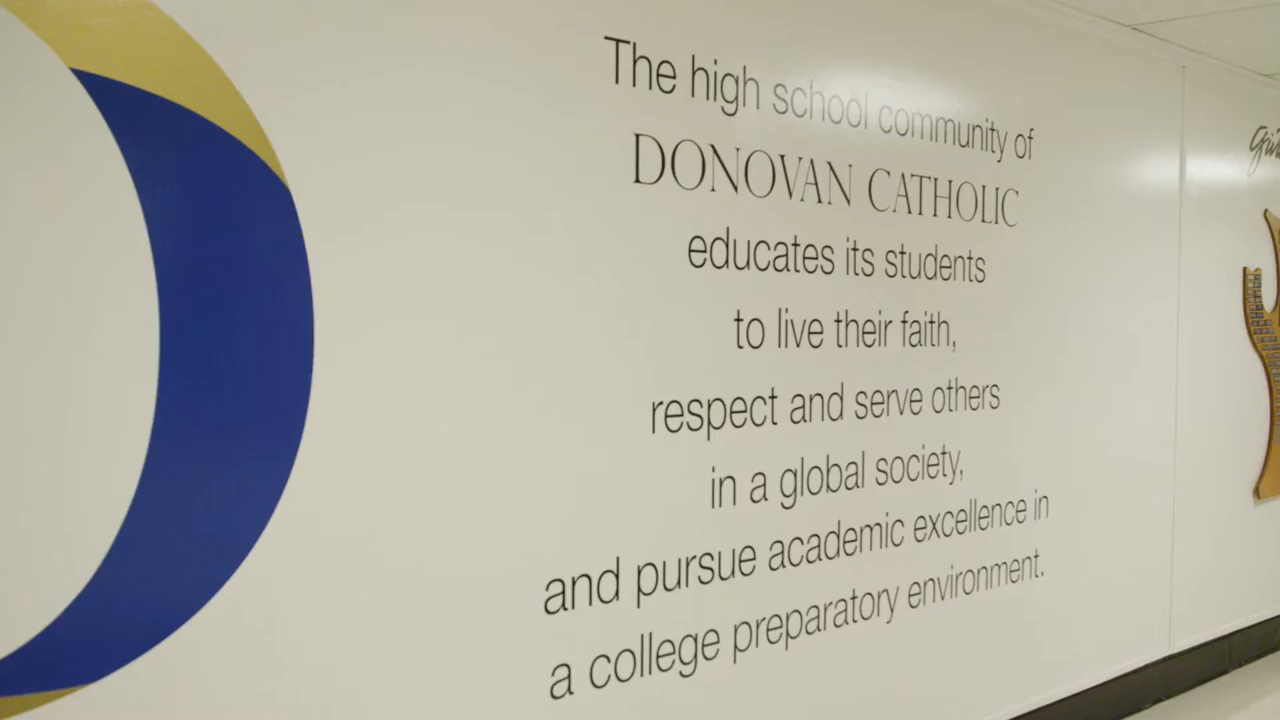 The high school community of
DONOVAN CATHOLIC
educates its students
to live their faith,
respect and serve others
in a global society,
and pursue academic excellence in
a college preparatory environment.